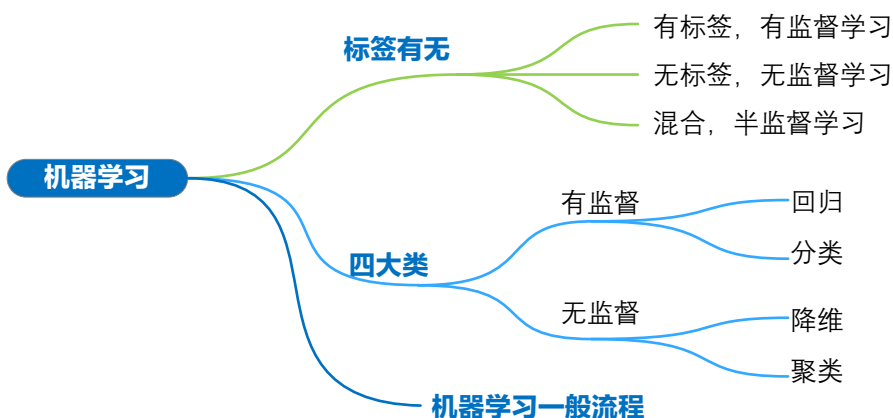 机器学习
标签有无
有标签，有监督学习
无标签，无监督学习
混合，半监督学习
四大类
有监督
回归
分类
无监督
降维
聚类
机器学习一般流程